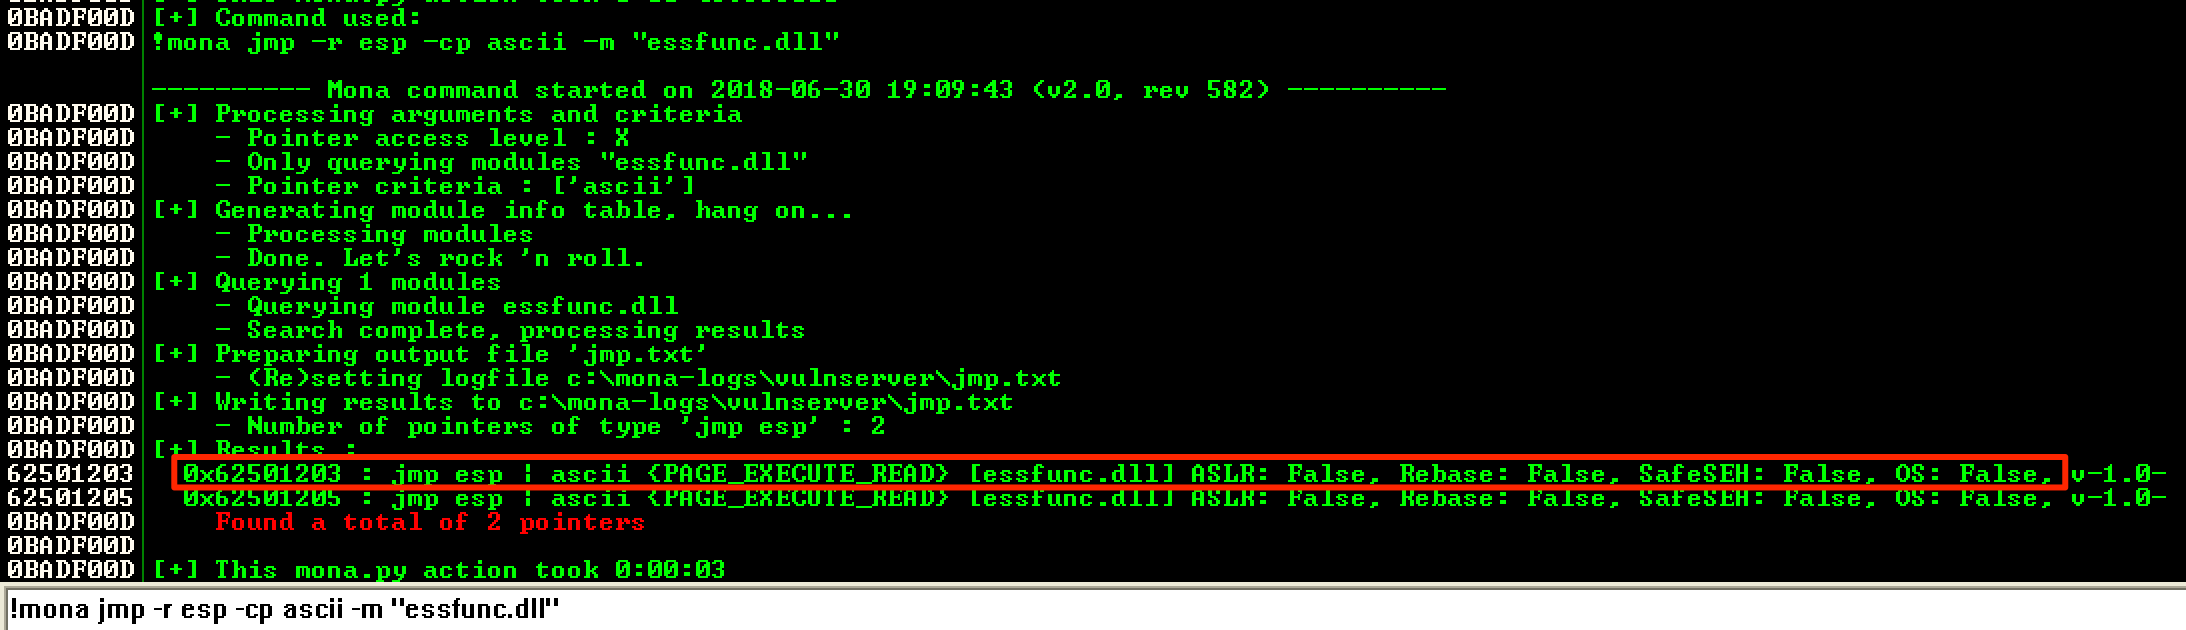 0BADF00D [+] Command used:
0BADF00D !mona jmp -r esp -cp ascii -m "essfunc.dll"
---------- Mona command started on 2018-06-30 19:09:43 (v2.0, rev 582) ----------
0BADF00D [+] Processing arguments and criteria
0BADF00D - Pointer access level : X
0BADF00D - Only querying modules "essfunc.dll"
0BADF00D - Pointer criteria : ['ascii']
0BADF00D [+] Generating module info table, hang on...
0BADF00D - Processing modules
0BADF00D - Done. Let's rock 'n roll.
0BADF00D [+] Querying 1 modules
0BADF00D - Querying module essfunc.dll
0BADF00D - Search complete, processing results
0BADF00D [+] Preparing output file 'jmp.txt'
0BADF00D - (Re)setting logfile c:\mona-logs\vulnserver\jmp.txt
0BADF00D [+] Writing results to c:\mona-logs\vulnserver\jmp.txt
0BADF00D - Number of pointers of type 'jmp esp' : 2
0BADF00D [+] Results :
62501203 0x62501203 : jmp esp | ascii {PAGE_EXECUTE_READ} [essfunc.dll] ASLR: False, Rebase: False, SafeSEH: False, OS: False, v-1.0-
62501205 0x62501205 : jmp esp | ascii {PAGE_EXECUTE_READ} [essfunc.dll] ASLR: False, Rebase: False, SafeSEH: False, OS: False, v-1.0-
0BADF00D Found a total of 2 pointers
0BADF00D
0BADF00D [+] This mona.py action took 0:00:03
!mona jmp -r esp -cp ascii -m "essfunc.dll"